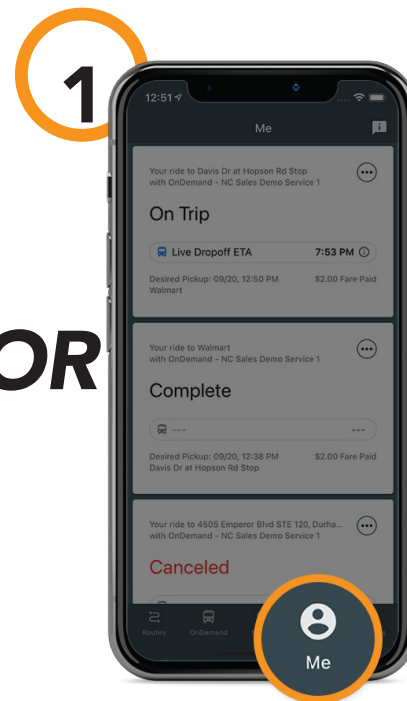 1
OR
12:51
Me
Your ride to Davis Dr at Hopson Rd Stop
with OnDemand - NC Sales Demo Service 1
On Trip
Live Dropoff ETA 7:53 PM
Desired Pickup: 09/20, 12:50 PM $2.00 Fare Paid
Walmart
Your ride to Walmart
with OnDemand - NC Sales Demo Service 1
Complete
--- ---
Desired Pickup: 09/20, 12:38 PM $2.00 Fare Paid
Davis Dr at Hopson Rd Stop
Your ride to 4505 Emperor Blvd STE 120, Durha...
with OnDemand - NC Sales Demo Service 1
Canceled
Routes OnDemand
Me